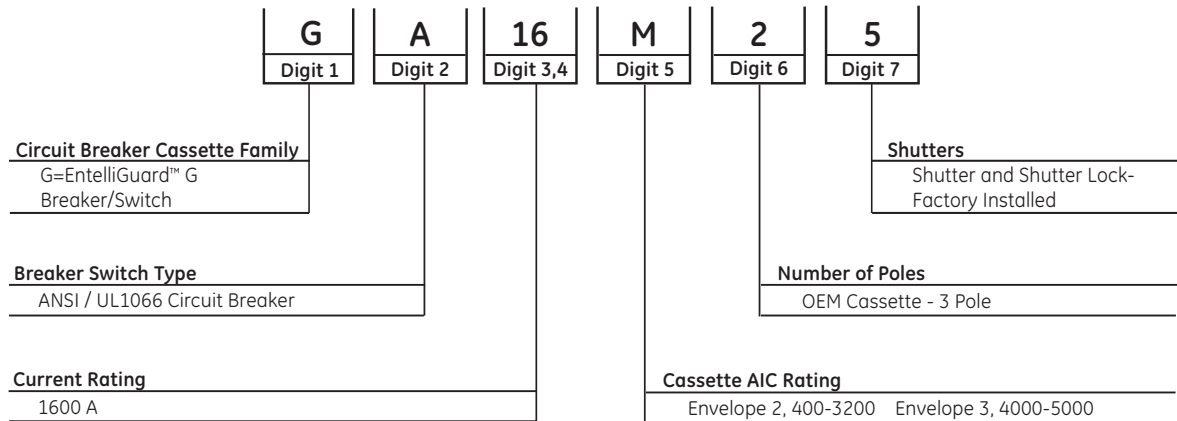 G A 16 M 2 5
Digit 1 Digit 2 Digit 3,4 Digit 5 Digit 6 Digit 7
Circuit Breaker Cassette Family
G=EntelliGuard™ G
Breaker/Switch
Shutters
Shutter and Shutter Lock-
Factory Installed
Breaker Switch Type
ANSI / UL1066 Circuit Breaker
Number of Poles
OEM Cassette - 3 Pole
Current Rating
1600 A
Cassette AIC Rating
Envelope 2, 400-3200 Envelope 3, 4000-5000